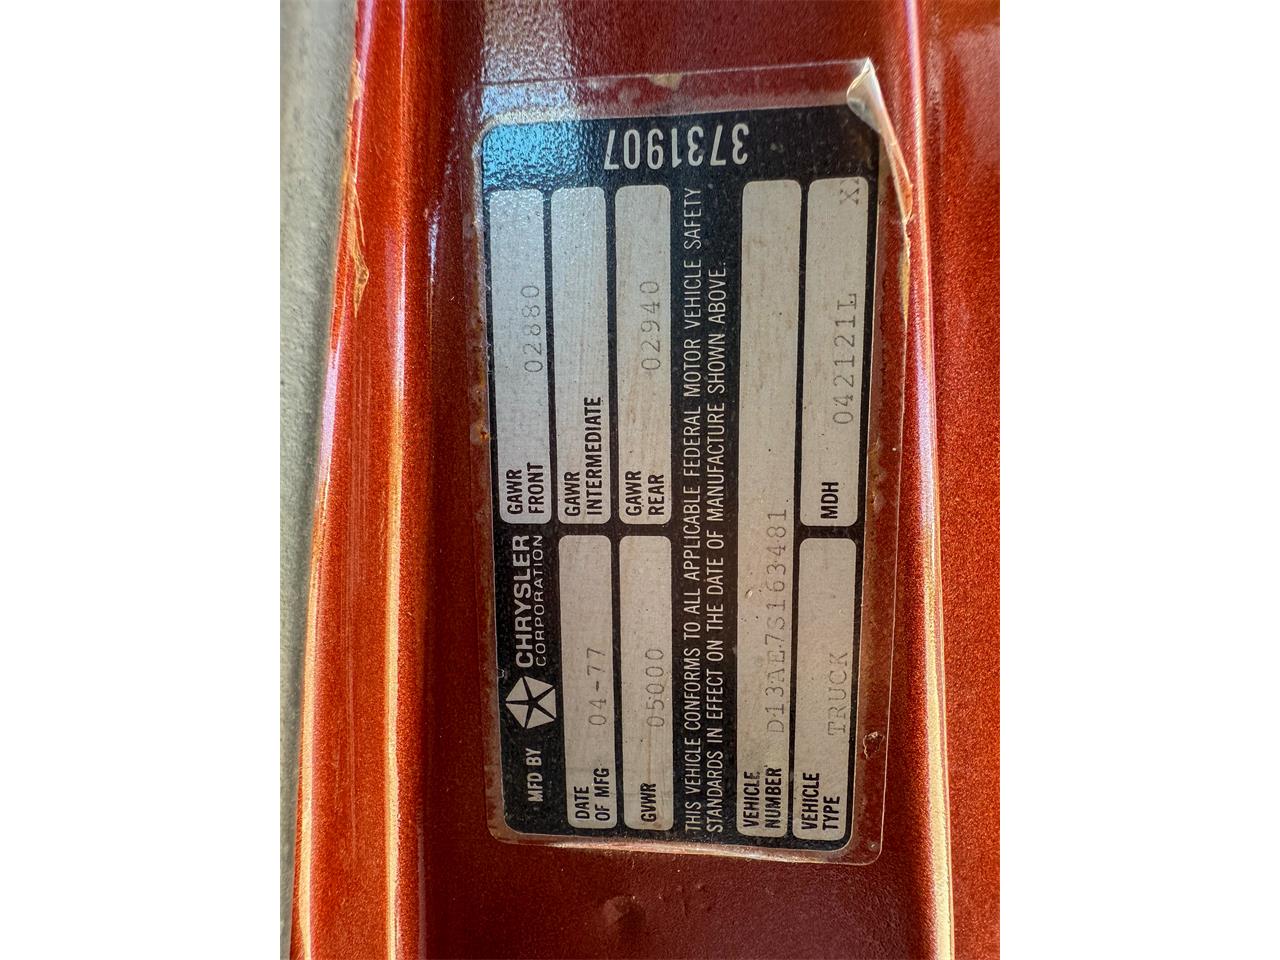 MFD BY CHRYSLER
CORPORATION
GAWR
FRONT 02880
DATE
OF MFG 04-77
GAWR
INTERMEDIATE
GVWR 05000
GAWR
REAR 02940
THIS VEHICLE CONFORMS TO ALL APPLICABLE FEDERAL MOTOR VEHICLE SAFETY
STANDARDS IN EFFECT ON THE DATE OF MANUFACTURE SHOWN ABOVE.
VEHICLE
NUMBER D13AE7S163481
VEHICLE
TYPE TRUCK
MDH 042121L
3731907